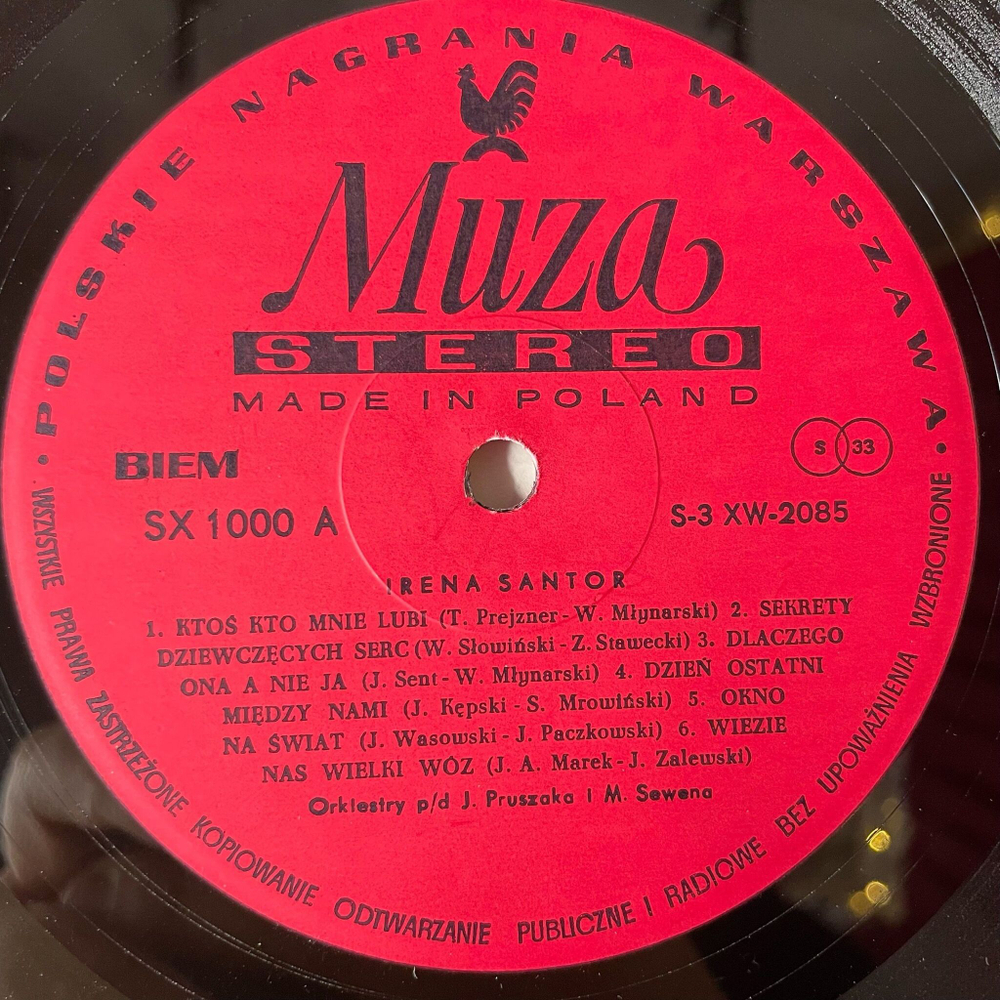 • POLSKIE NAGRANIA WARSZAWA •
Muza
STEREO
MADE IN POLAND
BIEM
S 33
SX 1000 A
S-3 XW-2085
IRENA SANTOR
1. KTOŚ KTO MNIE LUBI (T. Prejzner - W. Młynarski) 2. SEKRETY
DZIEWCZĘCYCH SERC (W. Słowiński - Z. Stawecki) 3. DLACZEGO
ONA A NIE JA (J. Sent - W. Młynarski) 4. DZIEŃ OSTATNI
MIĘDZY NAMI (J. Kępski - S. Mrowiński) 5. OKNO
NA ŚWIAT (J. Wasowski - J. Paczkowski) 6. WIEZIE
NAS WIELKI WÓZ (J. A. Marek - J. Zalewski)
Orkiestry p/d J. Pruszaka i M. Sewena
WSZYSTKIE PRAWA ZASTRZEŻONE KOPIOWANIE ODTWARZANIE PUBLICZNE I RADIOWE BEZ UPOWAŻNIENIA WZBRONIONE